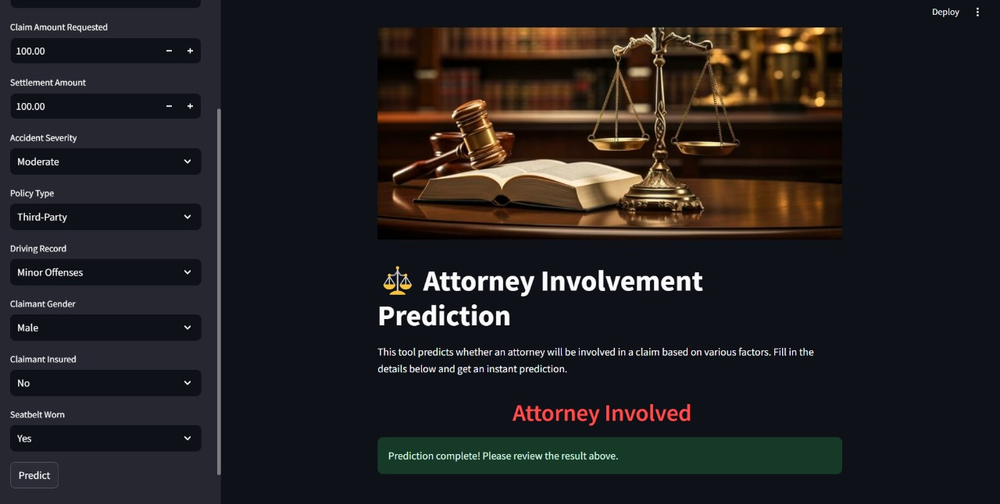 Deploy
Claim Amount Requested
100.00
Settlement Amount
100.00
Accident Severity
Moderate
Policy Type
Third-Party
Driving Record
Minor Offenses
Claimant Gender
Male
Claimant Insured
No
Seatbelt Worn
Yes
Predict
Attorney Involvement
Prediction
This tool predicts whether an attorney will be involved in a claim based on various factors. Fill in the
details below and get an instant prediction.
Attorney Involved
Prediction complete! Please review the result above.